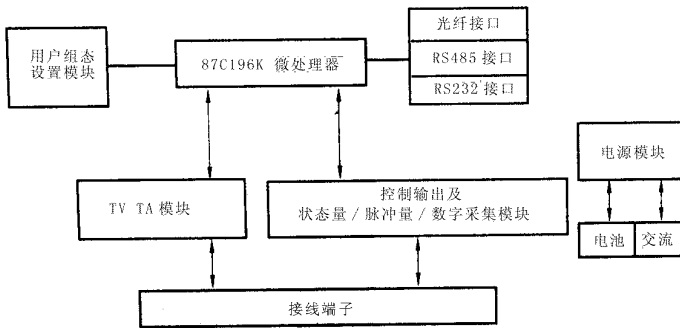 用户组态
设置模块
87C196K 微处理器
光纤接口
RS485 接口
RS232 接口
电源模块
TV TA 模块
控制输出及
状态量 / 脉冲量 / 数字采集模块
电池
交流
接线端子